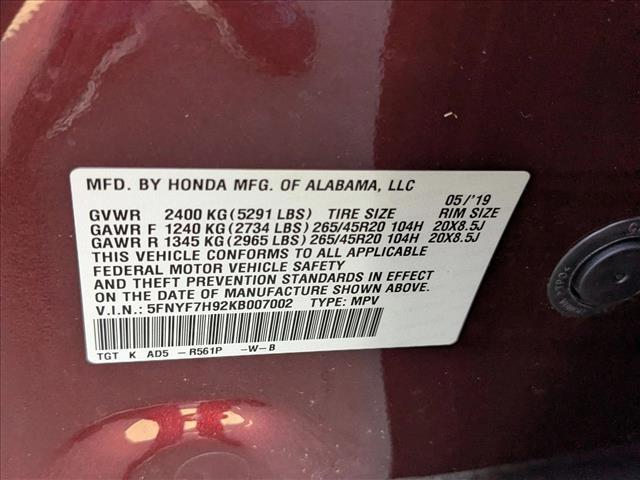 MFD. BY HONDA MFG. OF ALABAMA, LLC 05/'19
GVWR 2400 KG (5291 LBS) TIRE SIZE RIM SIZE
GAWR F 1240 KG (2734 LBS) 265/45R20 104H 20X8.5J
GAWR R 1345 KG (2965 LBS) 265/45R20 104H 20X8.5J
THIS VEHICLE CONFORMS TO ALL APPLICABLE
FEDERAL MOTOR VEHICLE SAFETY
AND THEFT PREVENTION STANDARDS IN EFFECT
ON THE DATE OF MANUFACTURE SHOWN ABOVE.
V.I.N.: 5FNYF7H92KB007002 TYPE: MPV
TGT K AD5 -R561P -W-B